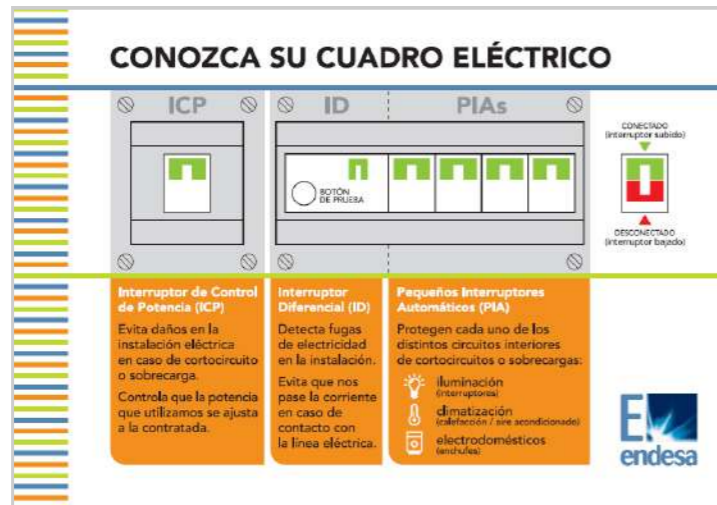 CONOZCA SU CUADRO ELÉCTRICO
ICP
ID
PIAs
BOTÓN
DE PRUEBA
CONECTADO
(interruptor subido)
DESCONECTADO
(interruptor bajado)
Interruptor de Control
de Potencia (ICP)
Evita daños en la
instalación eléctrica
en caso de cortocircuito
o sobrecarga.
Controla que la potencia
que utilizamos se ajusta
a la contratada.
Interruptor
Diferencial (ID)
Detecta fugas
de electricidad
en la instalación.
Evita que nos
pase la corriente
en caso de
contacto con
la línea eléctrica.
Pequeños Interruptores
Automáticos (PIA)
Protegen cada uno de los
distintos circuitos interiores
de cortocircuitos o sobrecargas:
iluminación
(interruptores)
climatización
(calefacción / aire acondicionado)
electrodomésticos
(enchufes)
endesa